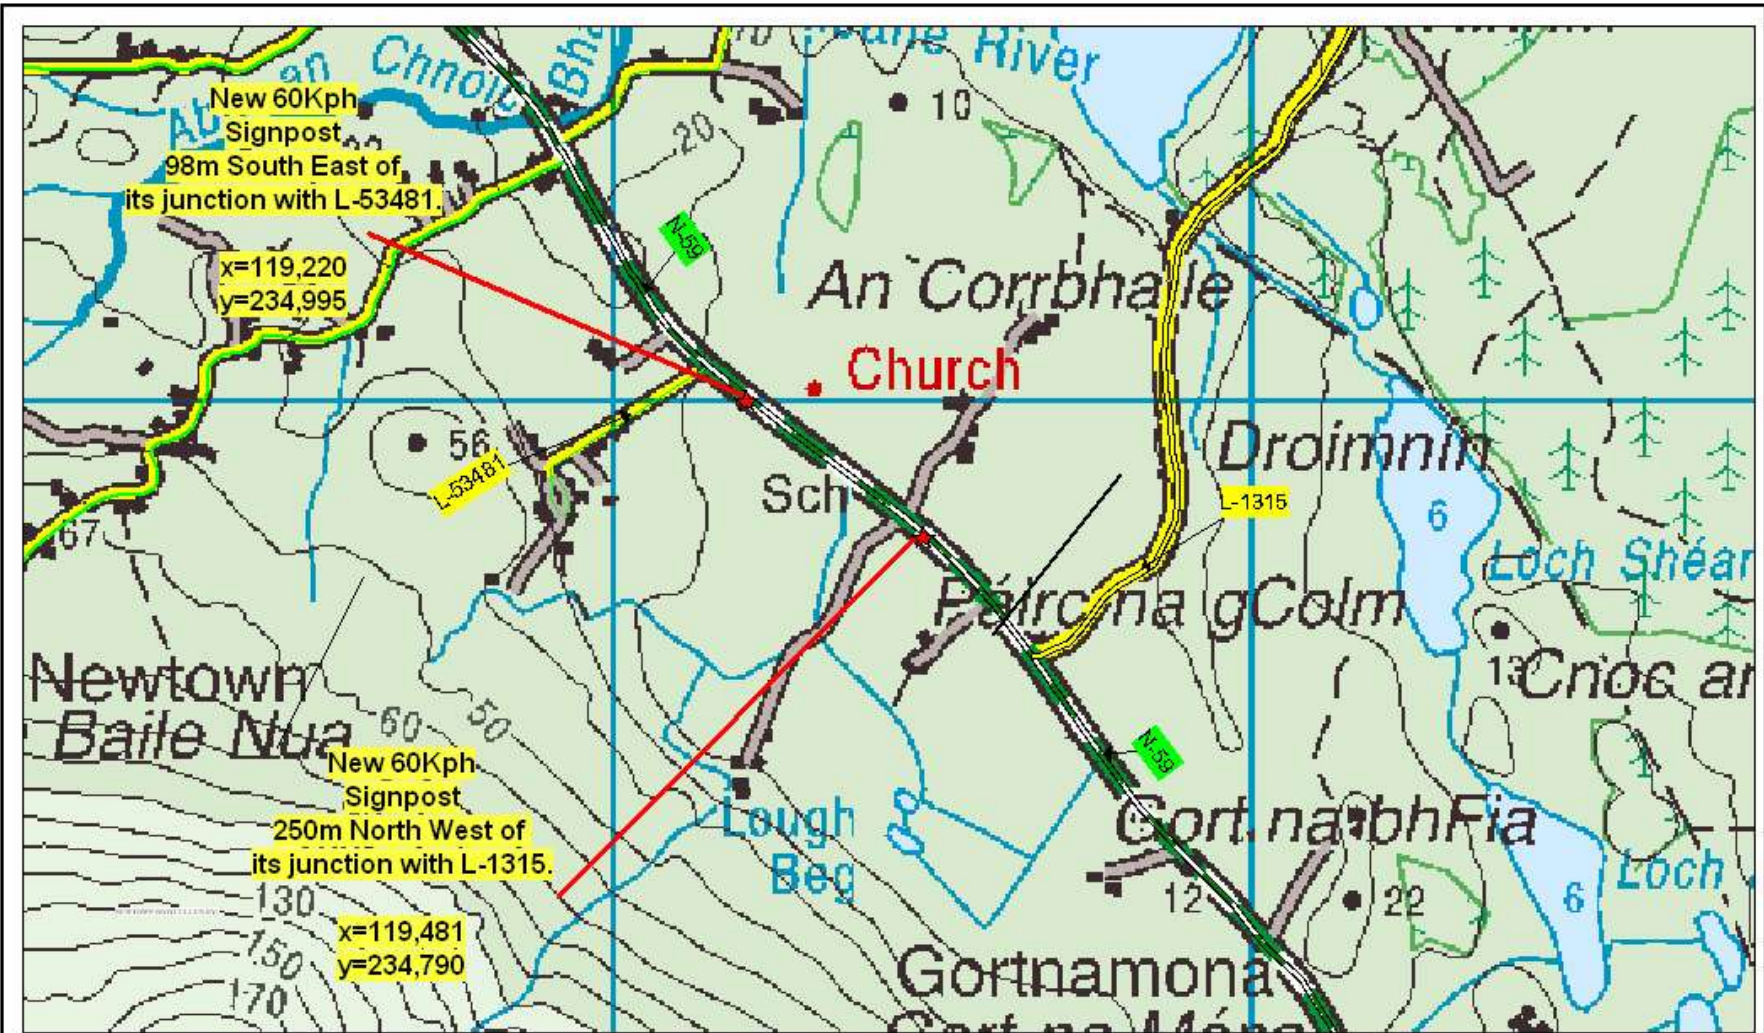 Chnoic
River
New 60Kph
Signpost
98m South East of
its junction with L-53481.
10
20
N-59
x=119,220
y=234,995
An Corrbhaile
Church
56
L-53481
Droimnín
Sch
L-1315
6
67
Loch Shéar
Páirc na gColm
13
Cnoc an
Newtown
Baile Nua
60
50
N-59
New 60Kph
Signpost
250m North West of
its junction with L-1315.
Lough
Beg
Gort na bhFia
Loch
12
22
6
130
x=119,481
y=234,790
150
170
Gortnamona